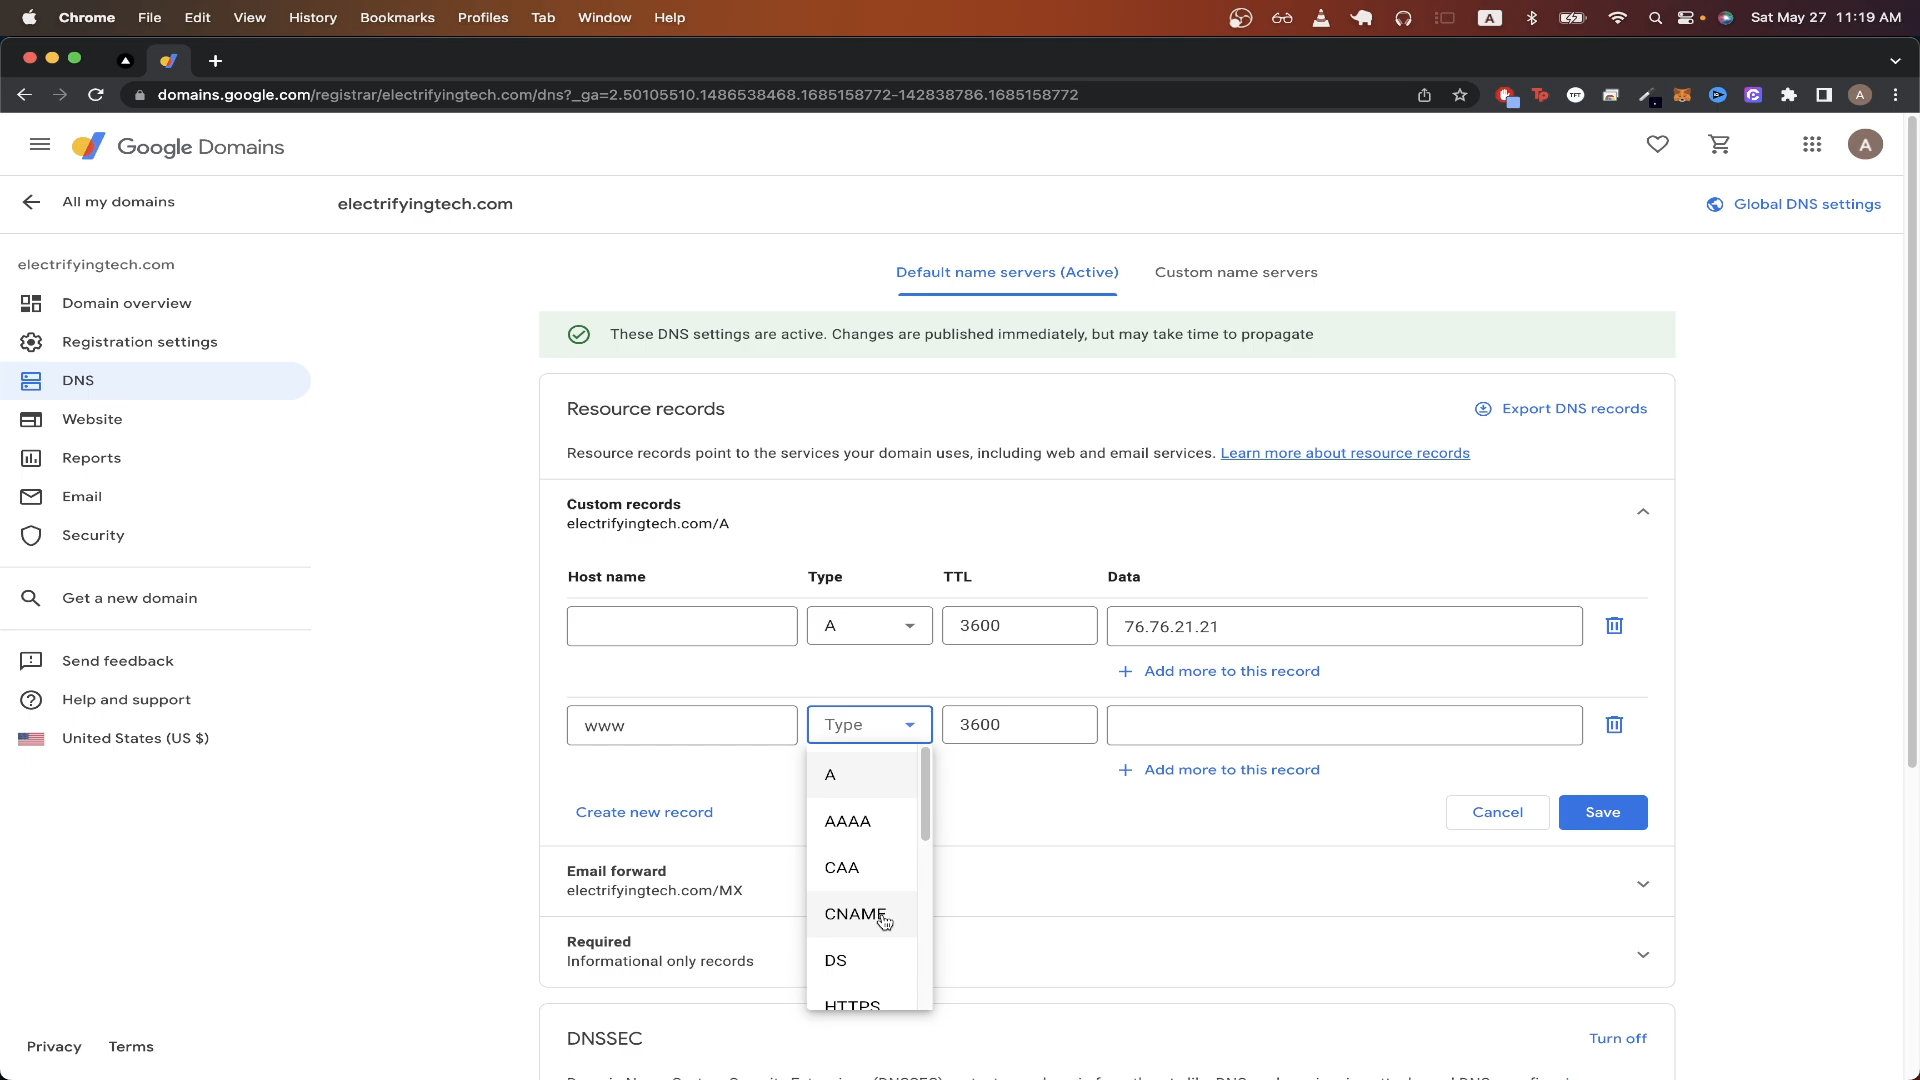 Chrome File Edit View History Bookmarks Profiles Tab Window Help
A
Sat May 27 11:19 AM
domains.google.com/registrar/electrifyingtech.com/dns?_ga=2.50105510.1486538468.1685158772-142838786.1685158772
A
Google Domains
A
All my domains
electrifyingtech.com
Global DNS settings
electrifyingtech.com
Domain overview
Registration settings
DNS
Website
Reports
Email
Security
Get a new domain
Send feedback
Help and support
United States (US $)
Privacy Terms
Default name servers (Active) Custom name servers
These DNS settings are active. Changes are published immediately, but may take time to propagate
Resource records
Export DNS records
Resource records point to the services your domain uses, including web and email services. Learn more about resource records
Custom records
electrifyingtech.com/A
Host name Type TTL Data
A 3600 76.76.21.21
Add more to this record
www Type 3600
Add more to this record
A
AAAA
CAA
CNAME
DS
HTTPS
Create new record
Cancel Save
Email forward
electrifyingtech.com/MX
Required
Informational only records
DNSSEC
Turn off